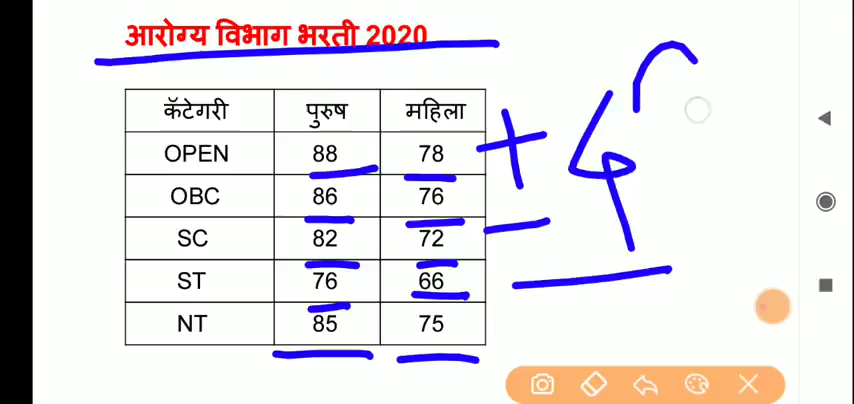 आरोग्य विभाग भरती 2020
कॅटेगरी पुरुष महिला
OPEN 88 78
OBC 86 76
SC 82 72
ST 76 66
NT 85 75